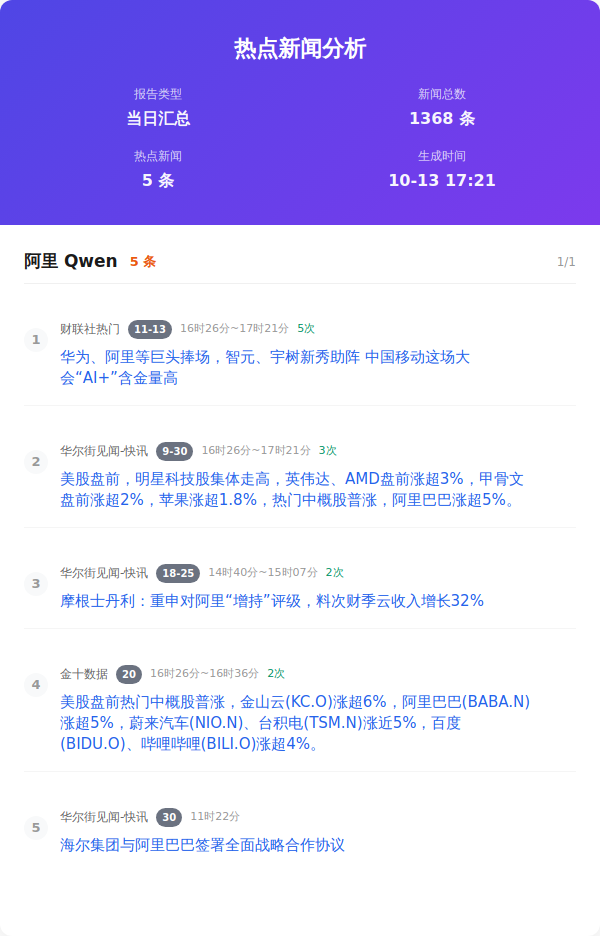 热点新闻分析
报告类型
当日汇总
新闻总数
1368 条
热点新闻
5 条
生成时间
10-13 17:21
阿里 Qwen 5 条 1/1
1
财联社热门 11-13 16时26分~17时21分 5次
华为、阿里等巨头捧场，智元、宇树新秀助阵 中国移动这场大
会“AI+”含金量高
2
华尔街见闻-快讯 9-30 16时26分~17时21分 3次
美股盘前，明星科技股集体走高，英伟达、AMD盘前涨超3%，甲骨文
盘前涨超2%，苹果涨超1.8%，热门中概股普涨，阿里巴巴涨超5%。
3
华尔街见闻-快讯 18-25 14时40分~15时07分 2次
摩根士丹利：重申对阿里“增持”评级，料次财季云收入增长32%
4
金十数据 20 16时26分~16时36分 2次
美股盘前热门中概股普涨，金山云(KC.O)涨超6%，阿里巴巴(BABA.N)
涨超5%，蔚来汽车(NIO.N)、台积电(TSM.N)涨近5%，百度
(BIDU.O)、哔哩哔哩(BILI.O)涨超4%。
5
华尔街见闻-快讯 30 11时22分
海尔集团与阿里巴巴签署全面战略合作协议